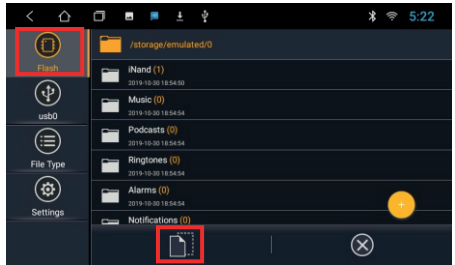 5:22
Flash
usb0
File Type
Settings
/storage/emulated/0
iNand (1)
2019-10-30 18:54:50
Music (0)
2019-10-30 18:54:54
Podcasts (0)
2019-10-30 18:54:54
Ringtones (0)
2019-10-30 18:54:54
Alarms (0)
2019-10-30 18:54:54
Notifications (0)